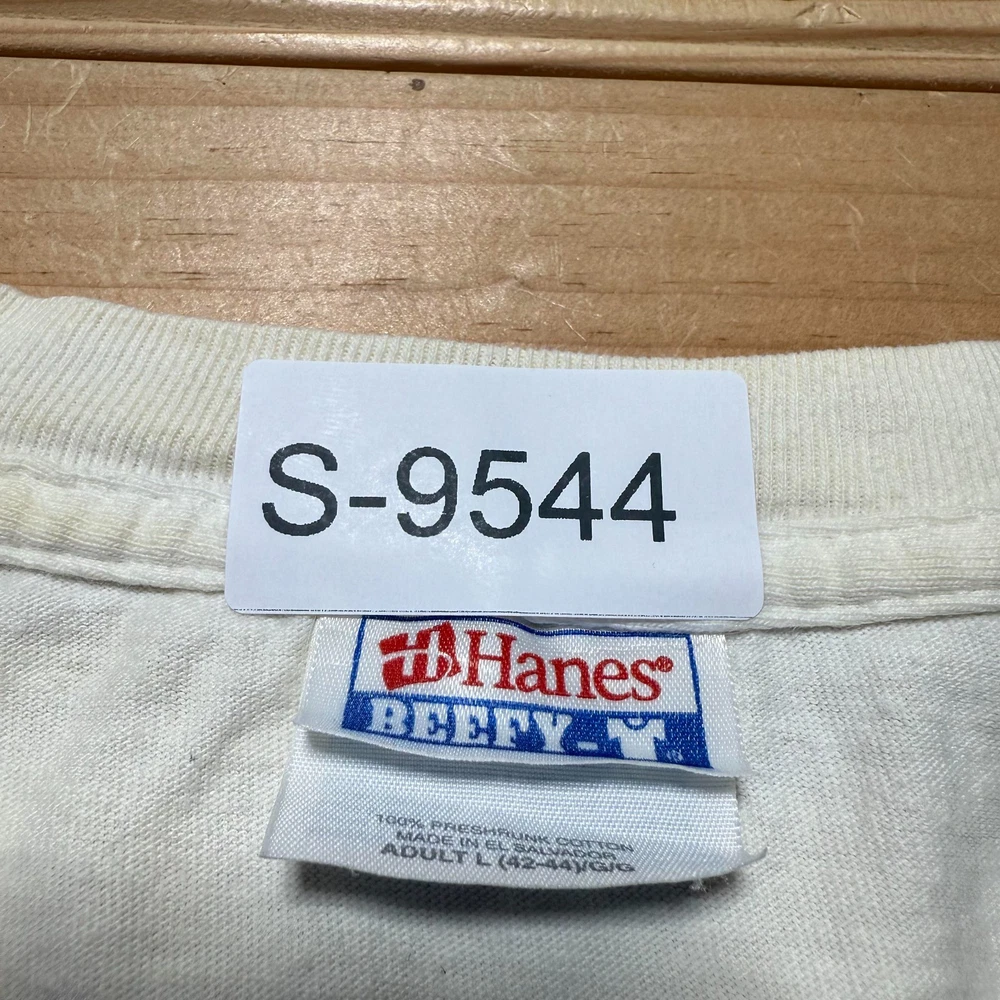 S-9544
Hanes®
BEEFY-T®
100% PRESHRUNK COTTON
MADE IN EL SALVADOR
ADULT L (42-44)/G/G